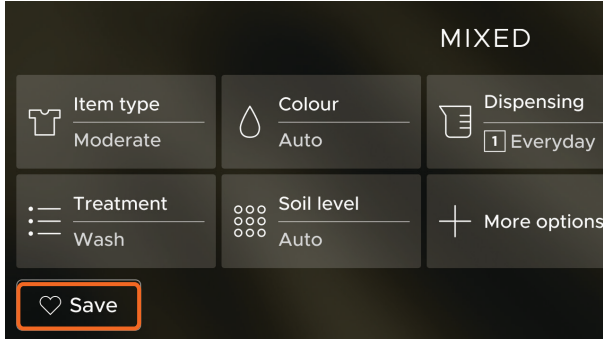 MIXED
Item type
Moderate
Colour
Auto
Dispensing
1 Everyday
Treatment
Wash
Soil level
Auto
More options
Save